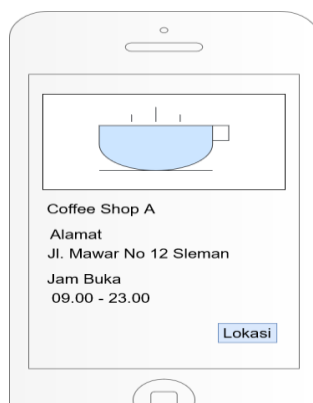 Coffee Shop A
Alamat
Jl. Mawar No 12 Sleman
Jam Buka
09.00 - 23.00
Lokasi